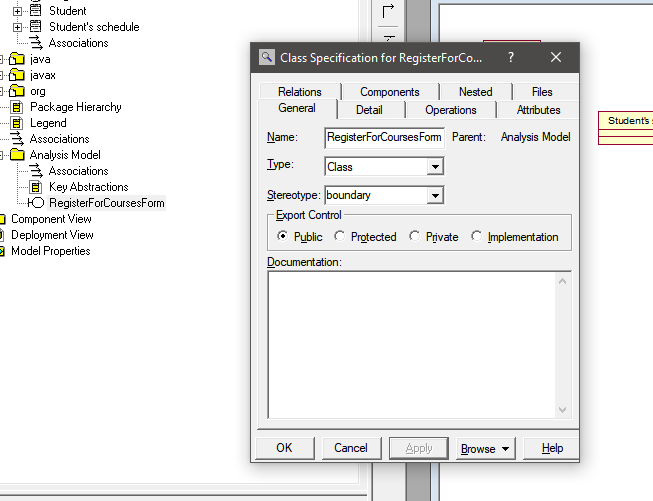 Student
Student's schedule
Associations
java
javax
org
Package Hierarchy
Legend
Associations
Analysis Model
Associations
Key Abstractions
RegisterForCoursesForm
Component View
Deployment View
Model Properties
Class Specification for RegisterForCo... ?
Relations Components Nested Files
General Detail Operations Attributes
Name: RegisterForCoursesForm Parent: Analysis Model
Type: Class
Stereotype: boundary
Export Control
Public Protected Private Implementation
Documentation:
OK Cancel Apply Browse Help
Student's s